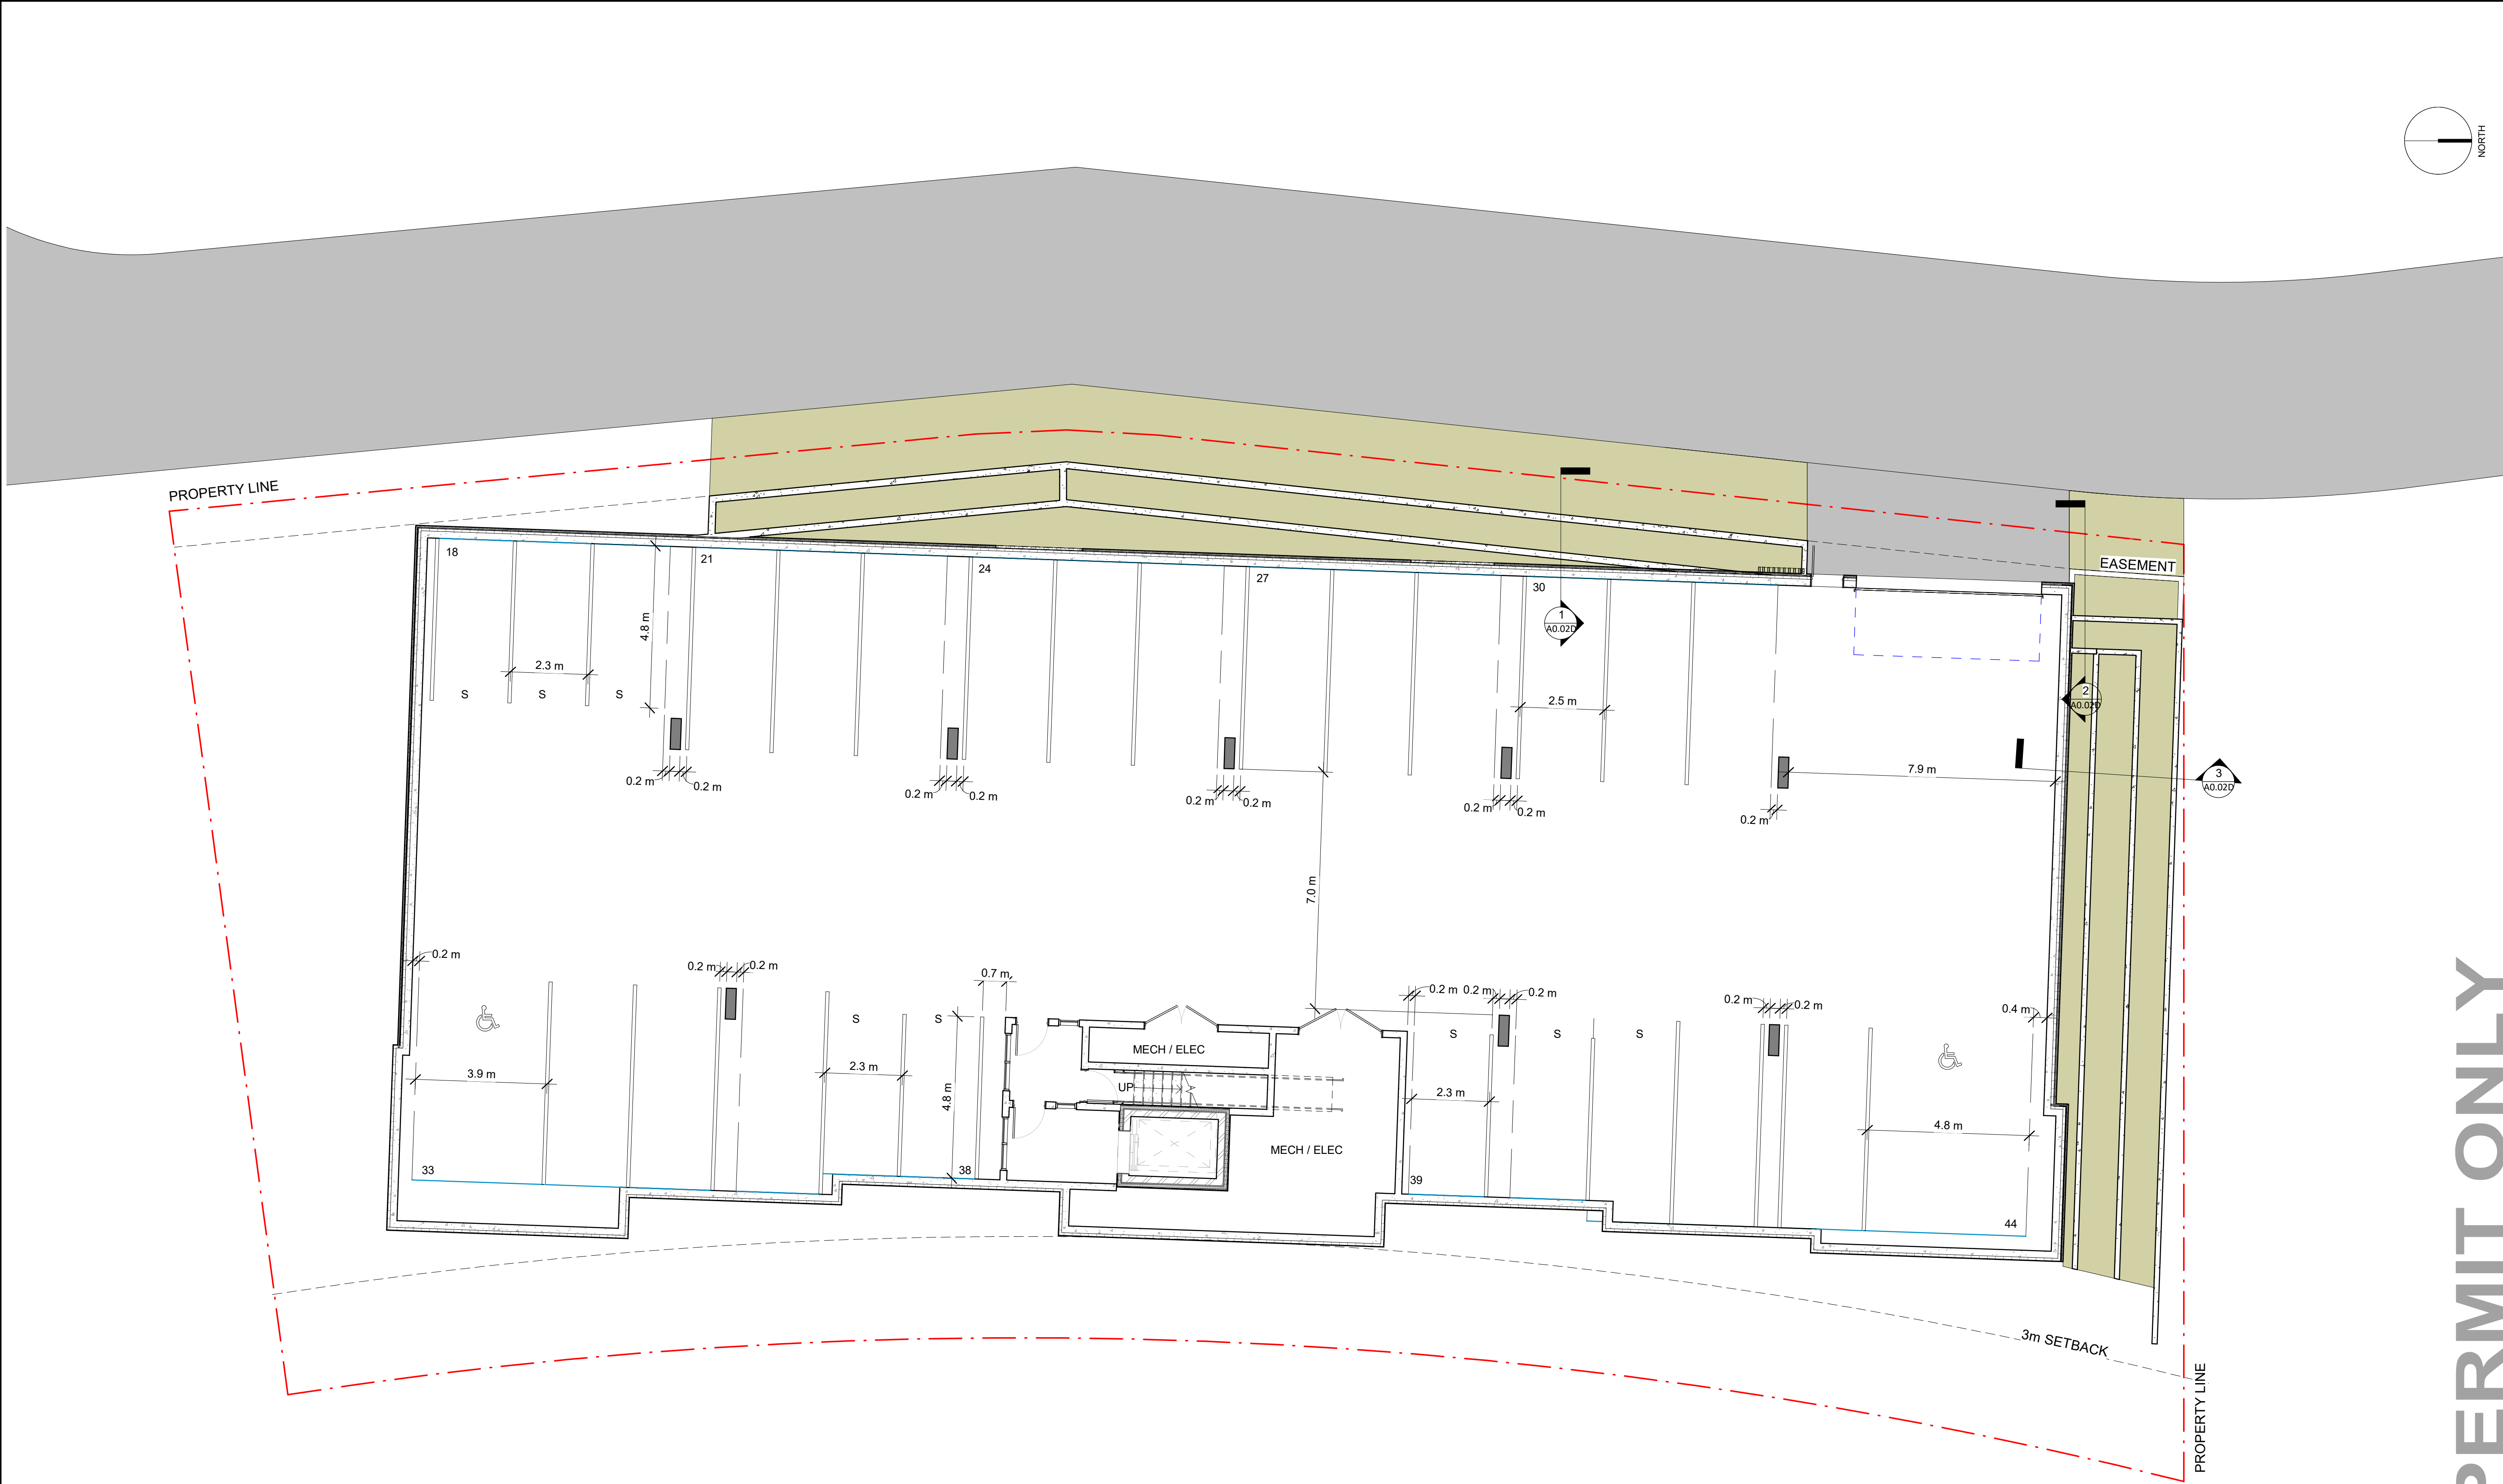 NORTH
PROPERTY LINE
EASEMENT
18
21
24
27
30
1
A0.02D
4.8 m
2.3 m
S
S
S
2.5 m
2
A0.02D
0.2 m
0.2 m
0.2 m
0.2 m
0.2 m
0.2 m
0.2 m
0.2 m
0.2 m
7.9 m
3
A0.02D
7.0 m
0.2 m
0.2 m
0.2 m
0.7 m
0.2 m
0.2 m
0.2 m
0.2 m
0.2 m
0.4 m
S
S
S
S
S
MECH / ELEC
3.9 m
2.3 m
4.8 m
UP
2.3 m
4.8 m
MECH / ELEC
33
38
39
44
3m SETBACK
PROPERTY LINE
PERMIT ONLY